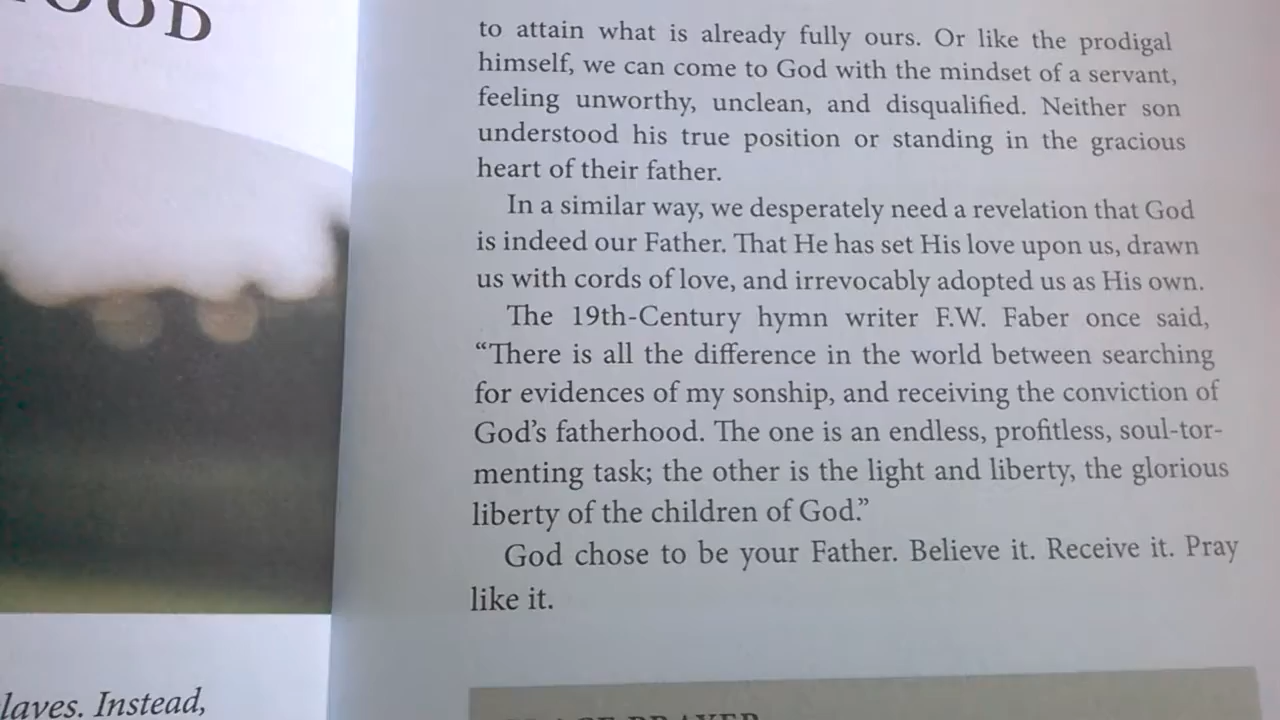 to attain what is already fully ours. Or like the prodigal
himself, we can come to God with the mindset of a servant,
feeling unworthy, unclean, and disqualified. Neither son
understood his true position or standing in the gracious
heart of their father.
In a similar way, we desperately need a revelation that God
is indeed our Father. That He has set His love upon us, drawn
us with cords of love, and irrevocably adopted us as His own.
The 19th-Century hymn writer F.W. Faber once said,
“There is all the difference in the world between searching
for evidences of my sonship, and receiving the conviction of
God’s fatherhood. The one is an endless, profitless, soul-tor-
menting task; the other is the light and liberty, the glorious
liberty of the children of God.”
God chose to be your Father. Believe it. Receive it. Pray
like it.
laves. Instead,
PRAYER